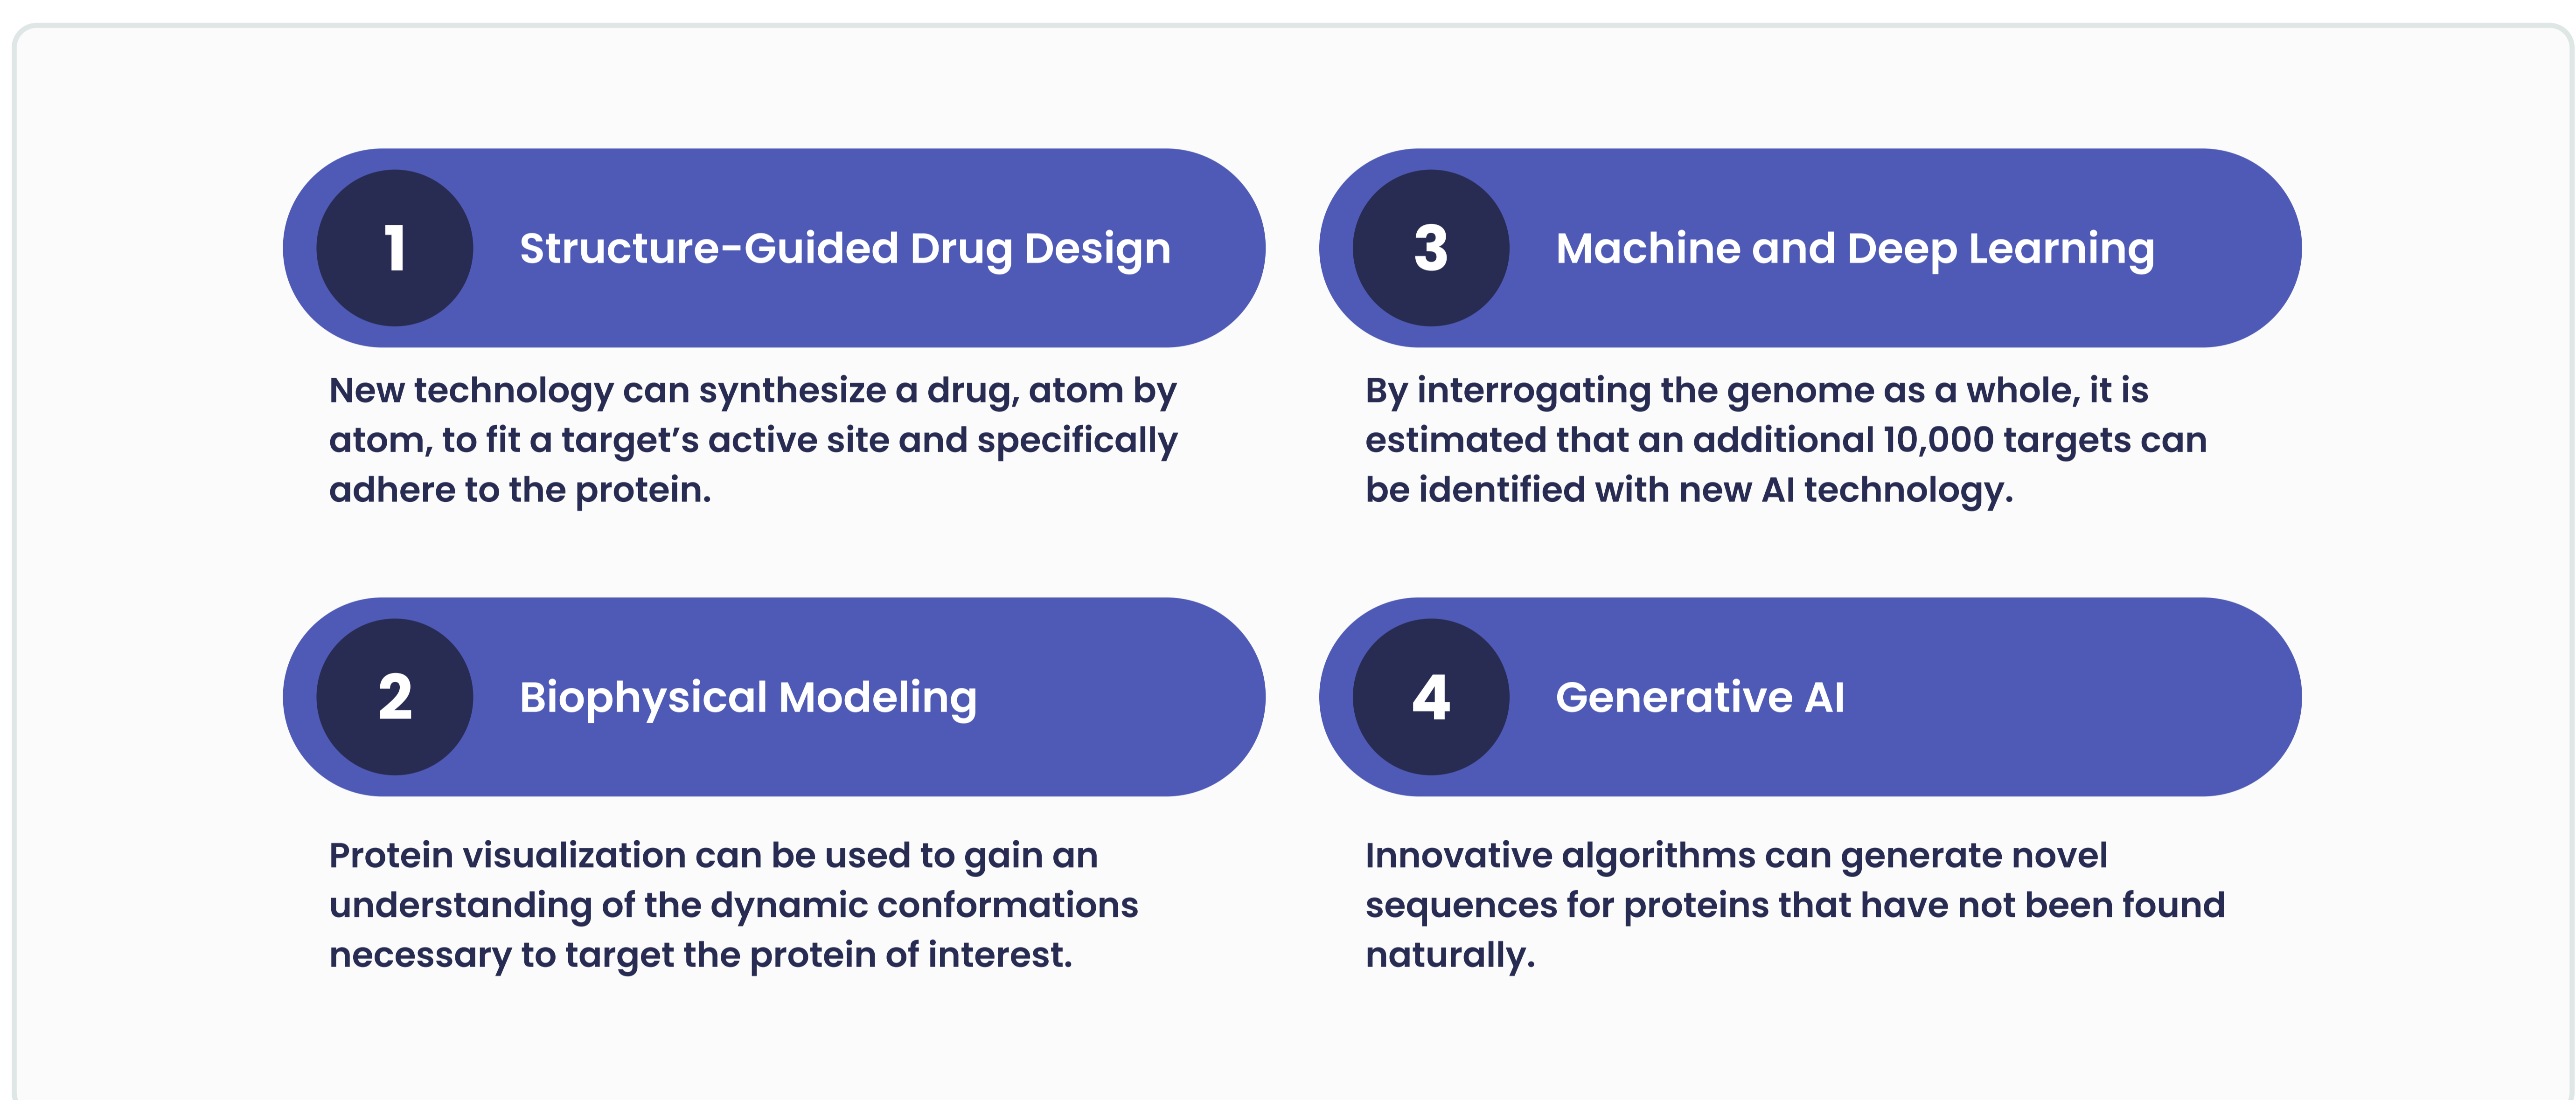 1
Structure-Guided Drug Design
New technology can synthesize a drug, atom by
atom, to fit a target’s active site and specifically
adhere to the protein.
2
Biophysical Modeling
Protein visualization can be used to gain an
understanding of the dynamic conformations
necessary to target the protein of interest.
3
Machine and Deep Learning
By interrogating the genome as a whole, it is
estimated that an additional 10,000 targets can
be identified with new AI technology.
4
Generative AI
Innovative algorithms can generate novel
sequences for proteins that have not been found
naturally.